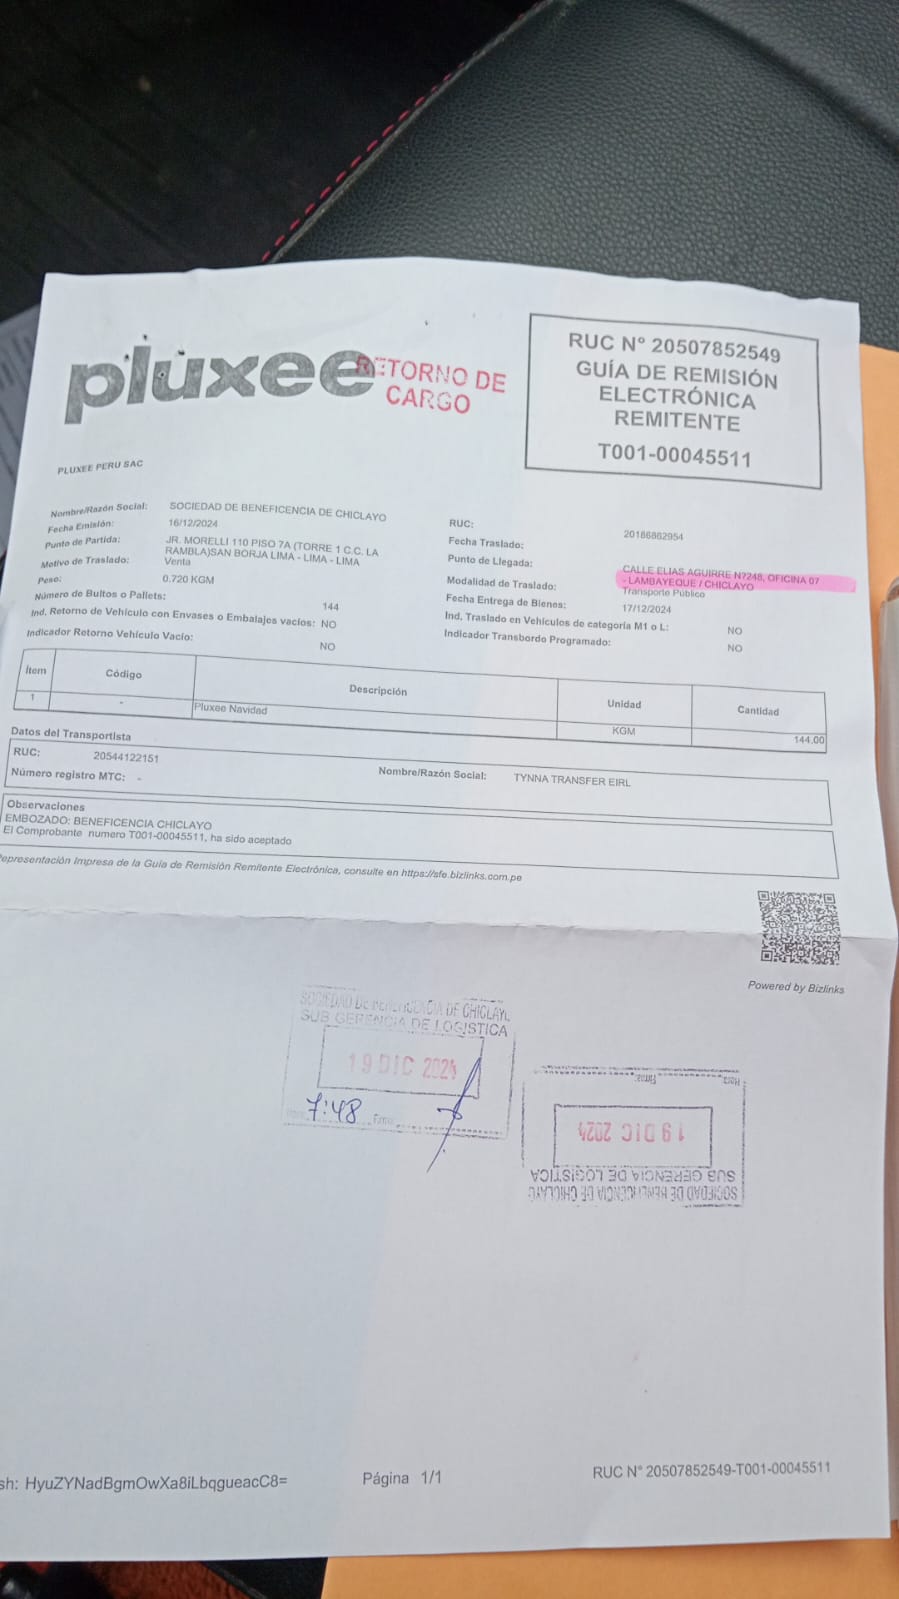 pluxee
RETORNO DE
CARGO
RUC N° 20507852549
GUÍA DE REMISIÓN
ELECTRÓNICA
REMITENTE
T001-00045511
PLUXEE PERU SAC
Nombre/Razón Social: SOCIEDAD DE BENEFICENCIA DE CHICLAYO
Fecha Emisión: 16/12/2024
Punto de Partida: JR. MORELLI 110 PISO 7A (TORRE 1 C.C. LA
RAMBLA)SAN BORJA LIMA - LIMA - LIMA
Motivo de Traslado: Venta
Peso: 0.720 KGM
Número de Bultos o Pallets: 144
Ind. Retorno de Vehículo con Envases o Embalajes vacíos: NO
Indicador Retorno Vehículo Vacío: NO
RUC: 20186862954
Fecha Traslado:
Punto de Llegada: CALLE ELIAS AGUIRRE N?248, OFICINA 07
- LAMBAYEQUE / CHICLAYO
Modalidad de Traslado: Transporte Público
Fecha Entrega de Bienes: 17/12/2024
Ind. Traslado en Vehículos de categoría M1 o L: NO
Indicador Transbordo Programado: NO
Ítem Código Descripción Unidad Cantidad
1 - Pluxee Navidad KGM 144.00
Datos del Transportista
RUC: 20544122151 Nombre/Razón Social: TYNNA TRANSFER EIRL
Número registro MTC: -
Observaciones
EMBOZADO: BENEFICENCIA CHICLAYO
El Comprobante numero T001-00045511, ha sido aceptado
epresentación Impresa de la Guía de Remisión Remitente Electrónica, consulte en https://sfe.bizlinks.com.pe
Powered by Bizlinks
SOCIEDAD DE BENEFICENCIA DE CHICLAYO
SUB GERENCIA DE LOGISTICA
19 DIC 2024
7:48 Firma:
SOCIEDAD DE BENEFICENCIA DE CHICLAYO
SUB GERENCIA DE LOGISTICA
19 DIC 2024
Hora: Firma:
sh: HyuZYNadBgmOwXa8iLbqgueacC8=
Página 1/1
RUC N° 20507852549-T001-00045511